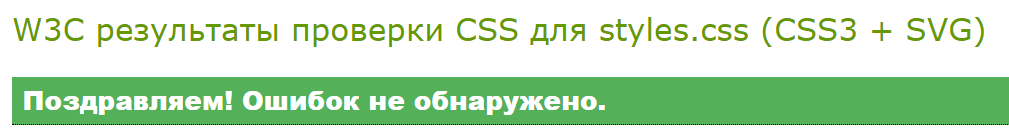 W3C результаты проверки CSS для styles.css (CSS3 + SVG)
Поздравляем! Ошибок не обнаружено.